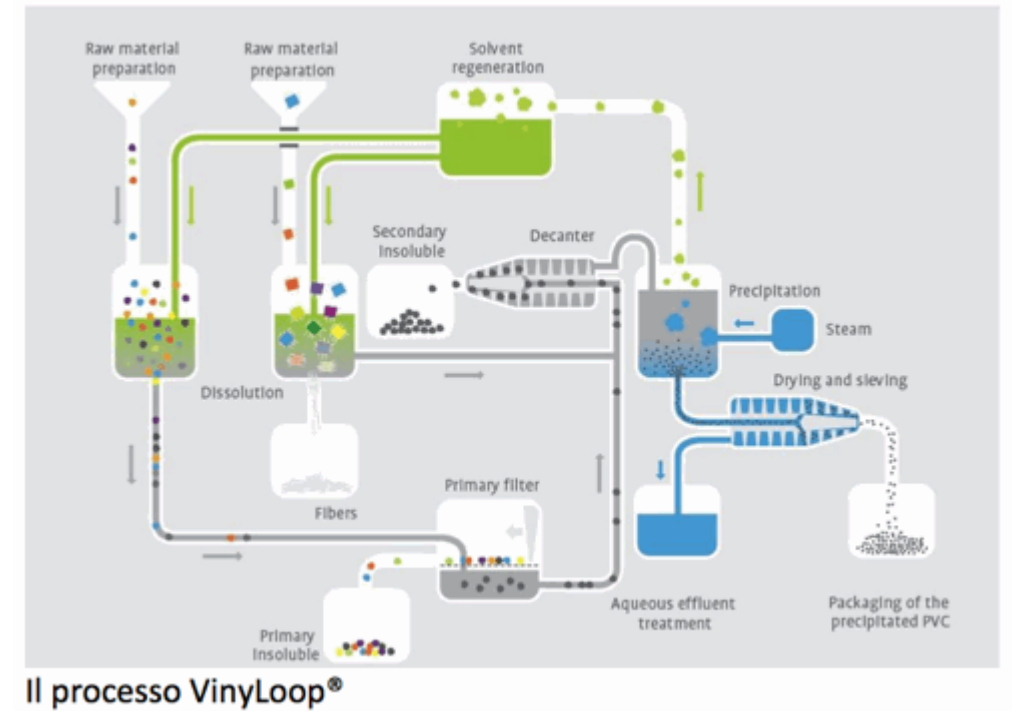 Raw material
preparation
Raw material
preparation
Solvent
regeneration
Secondary
Insoluble
Decanter
Precipitation
Steam
Dissolution
Drying and sieving
Fibers
Primary filter
Primary
Insoluble
Aqueous effluent
treatment
Packaging of the
precipitated PVC
Il processo VinyLoop®